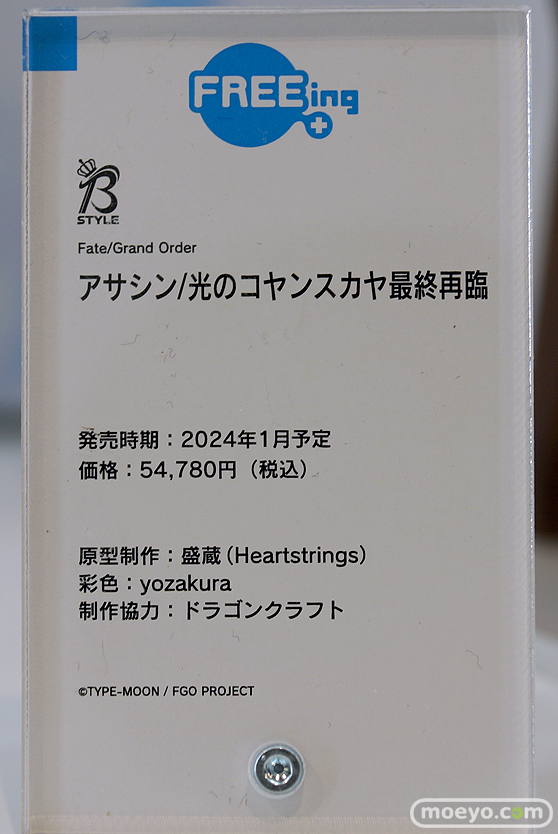 FREEing
B
STYLE
Fate/Grand Order
アサシン/光のコヤンスカヤ最終再臨
発売時期：2024年1月予定
価格：54,780円（税込）
原型制作：盛蔵（Heartstrings）
彩色：yozakura
制作協力：ドラゴンクラフト
©TYPE-MOON / FGO PROJECT
moeyo.com